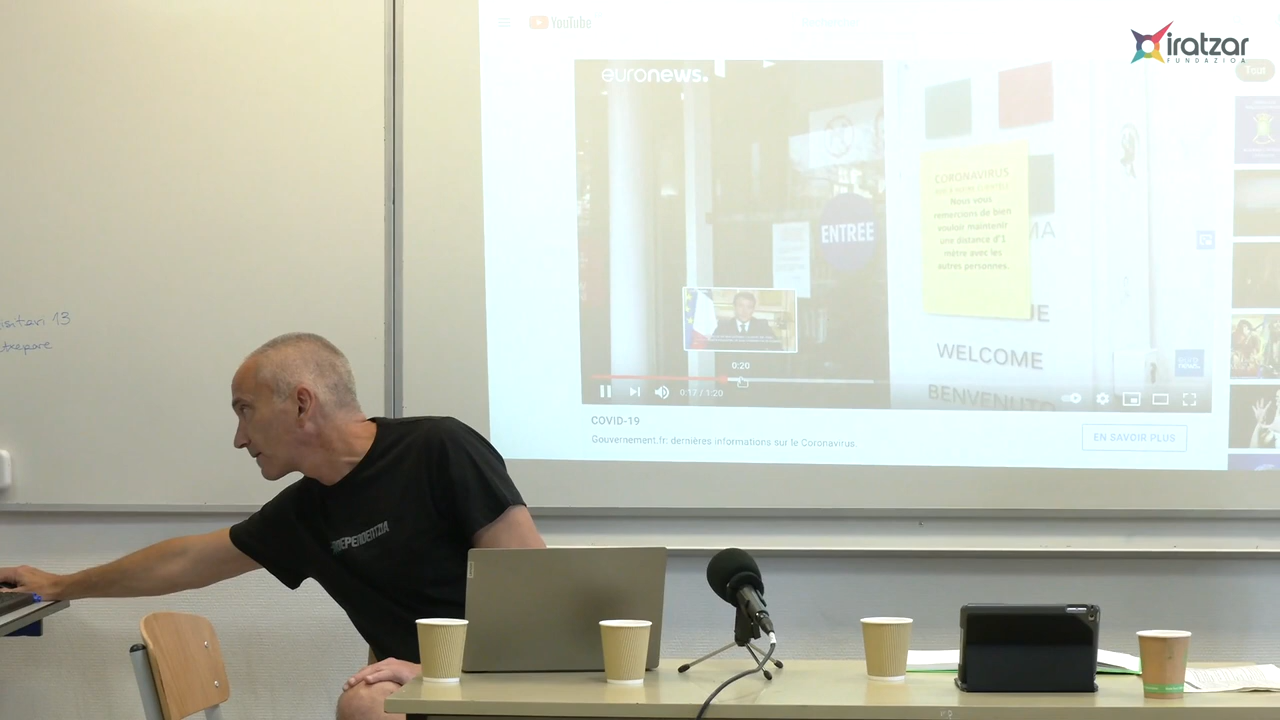 YouTube
iratzar
FUNDAZIOA
Tout
euronews.
CORONAVIRUS
Nous vous
remercions de bien
vouloir maintenir
une distance d'1
mètre avec les
autres personnes.
ENTREE
WELCOME
BENVENUTO
0:20
0:17 / 1:20
COVID-19
Gouvernement.fr: dernières informations sur le Coronavirus
EN SAVOIR PLUS
13
etxepare
INDEPENDENTZIA